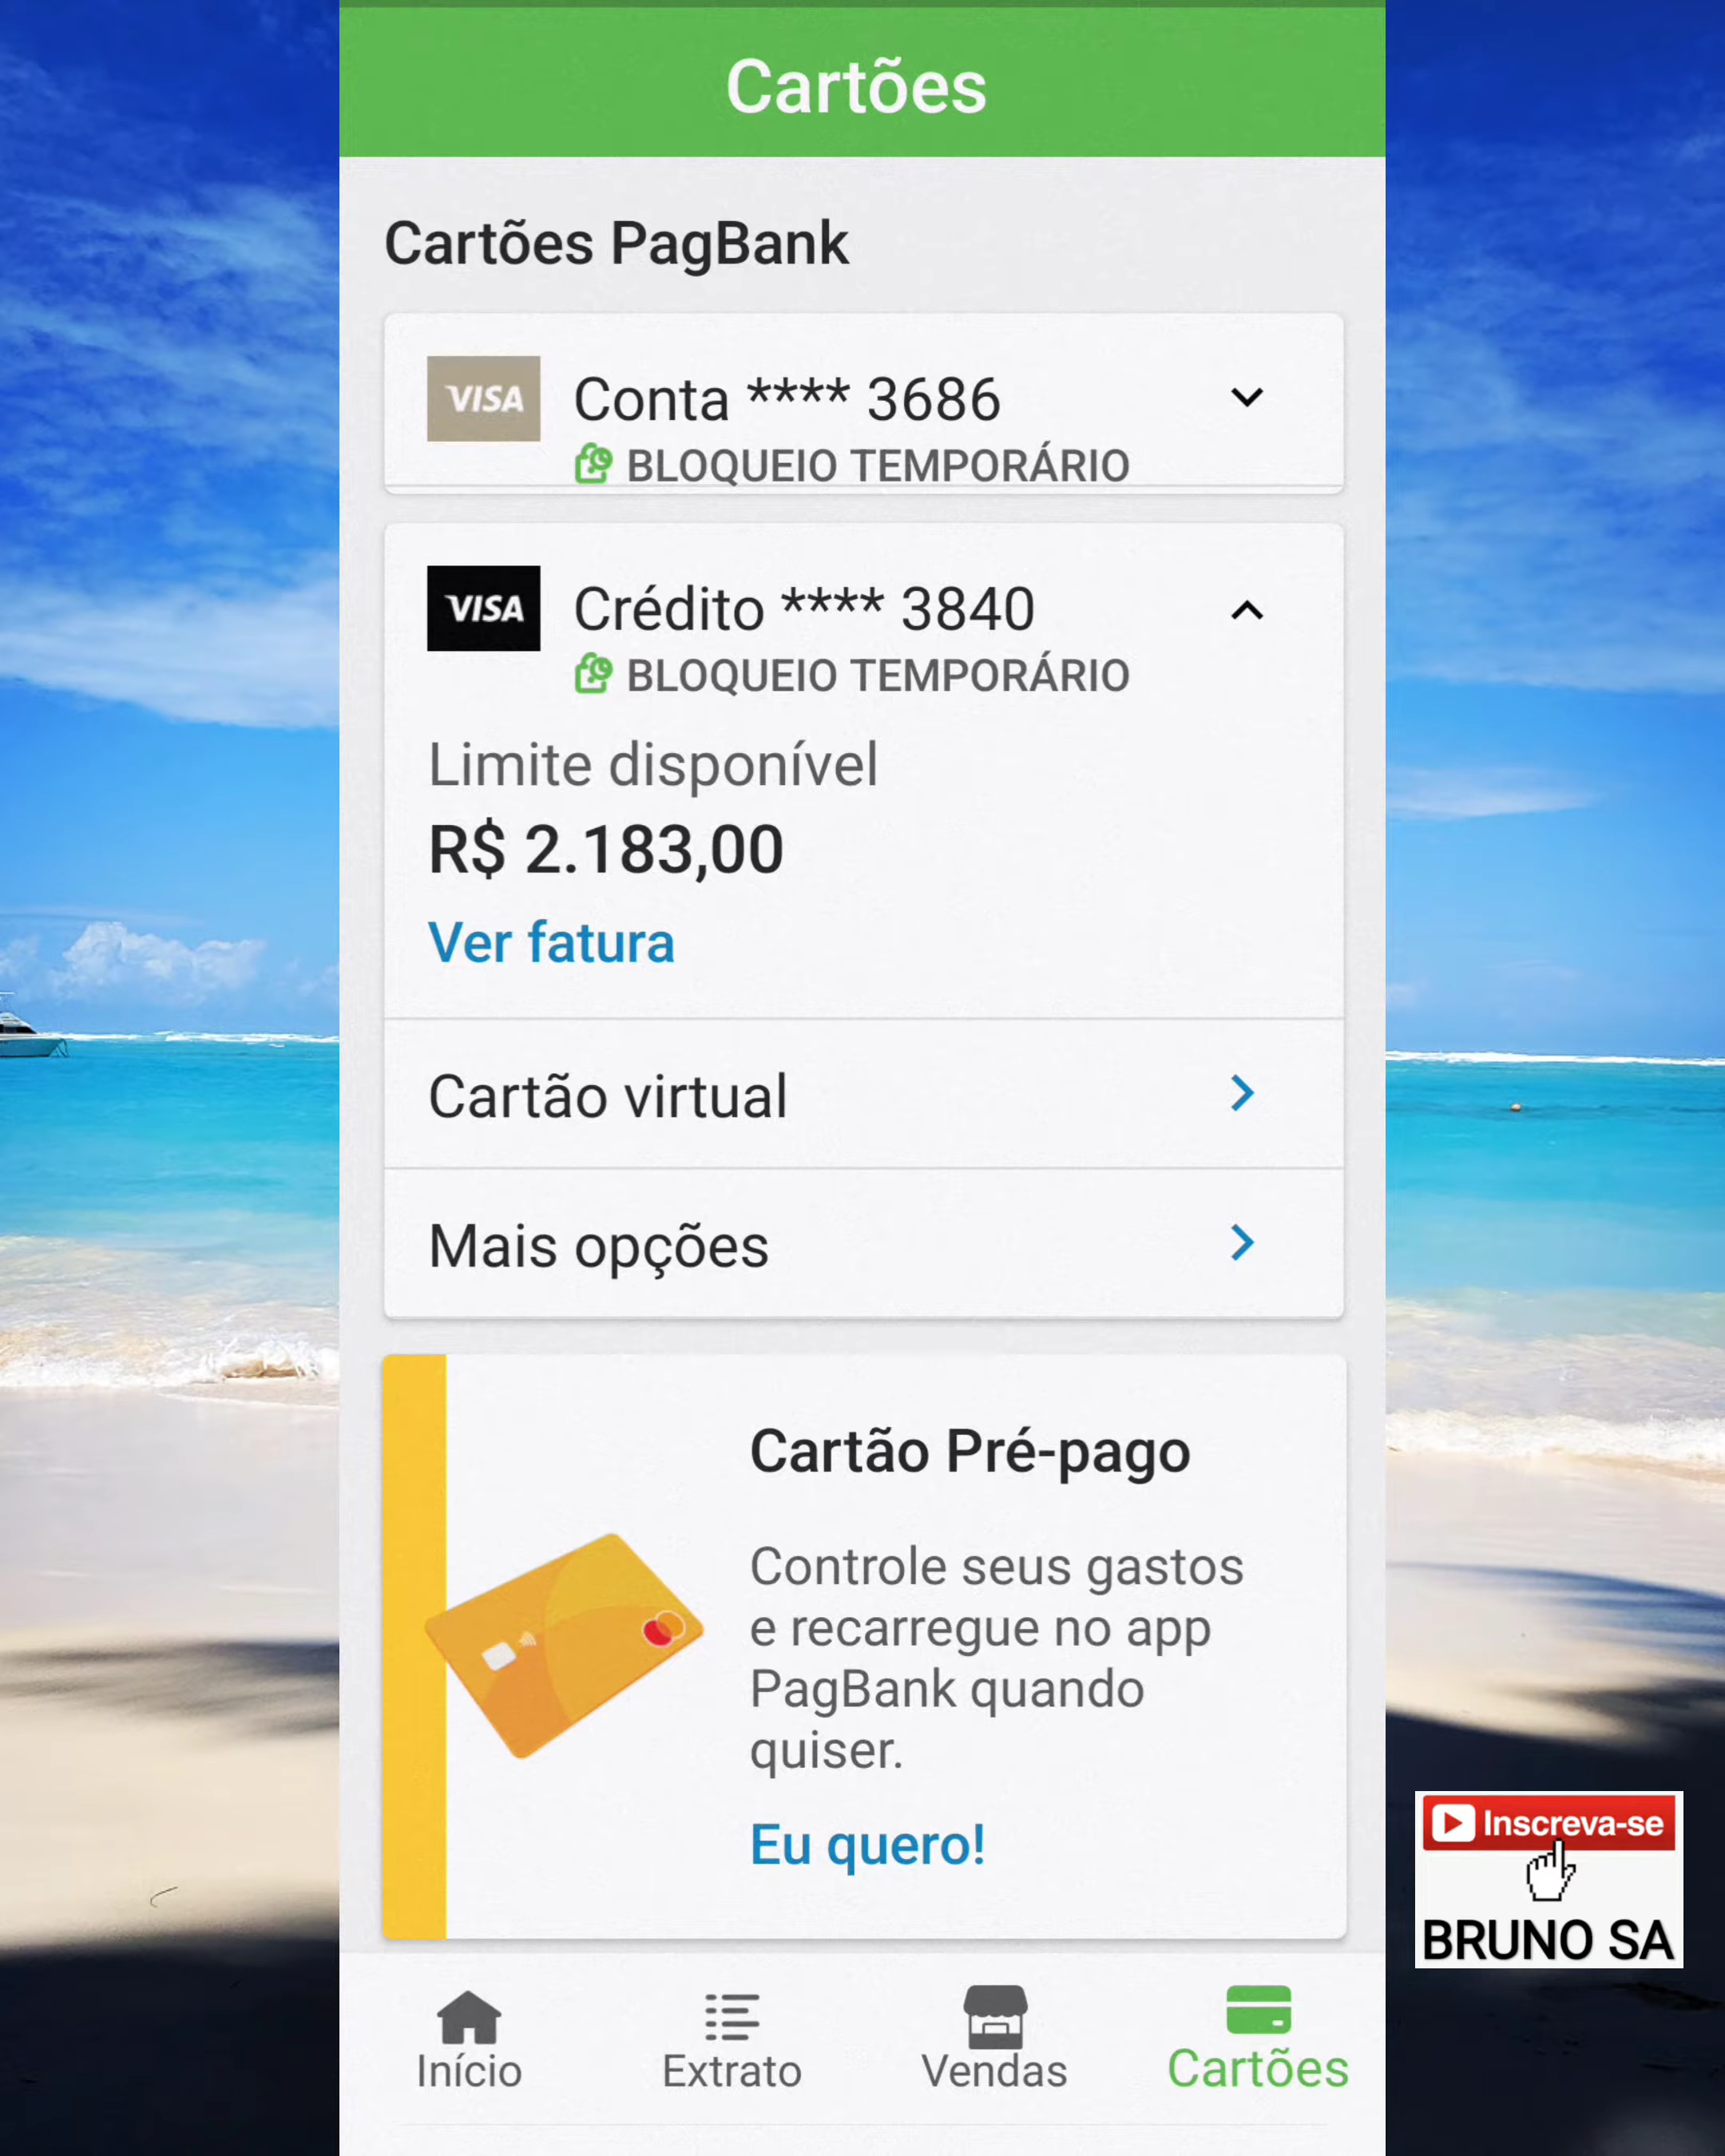 Cartões
Cartões PagBank
VISA
Conta **** 3686
BLOQUEIO TEMPORÁRIO
VISA
Crédito **** 3840
BLOQUEIO TEMPORÁRIO
Limite disponível
R$ 2.183,00
Ver fatura
Cartão virtual
Mais opções
Cartão Pré-pago
Controle seus gastos
e recarregue no app
PagBank quando
quiser.
Eu quero!
Inscreva-se
BRUNO SA
Início
Extrato
Vendas
Cartões